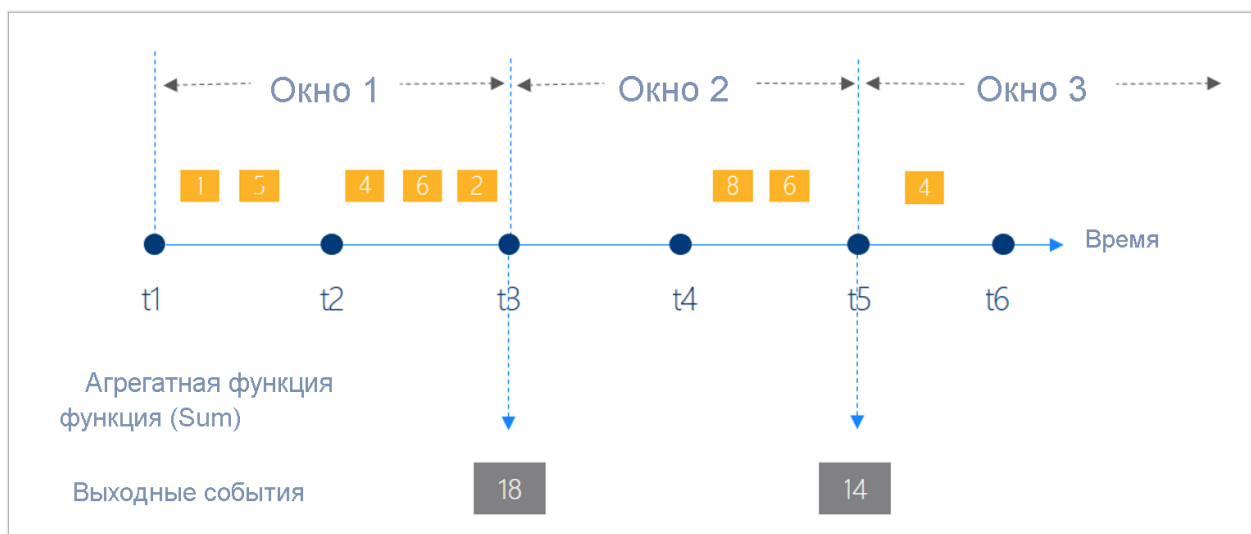 Окно 1 Окно 2 Окно 3
1 5 4 6 2 8 6 4
Время
t1 t2 t3 t4 t5 t6
Агрегатная функция
функция (Sum)
Выходные события 18 14